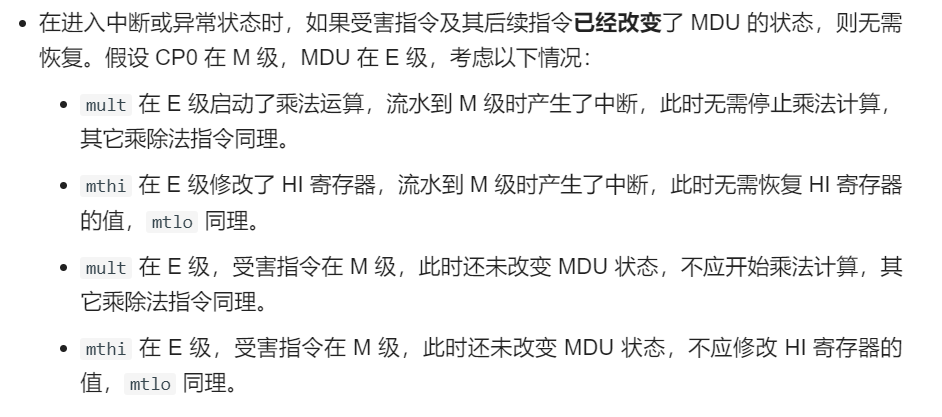 在进入中断或异常状态时，如果受害指令及其后续指令已经改变了 MDU 的状态，则无需
恢复。假设 CP0 在 M 级，MDU 在 E 级，考虑以下情况：
mult 在 E 级启动了乘法运算，流水到 M 级时产生了中断，此时无需停止乘法计算，
其它乘除法指令同理。
mthi 在 E 级修改了 HI 寄存器，流水到 M 级时产生了中断，此时无需恢复 HI 寄存器
的值，mtlo 同理。
mult 在 E 级，受害指令在 M 级，此时还未改变 MDU 状态，不应开始乘法计算，其
它乘除法指令同理。
mthi 在 E 级，受害指令在 M 级，此时还未改变 MDU 状态，不应修改 HI 寄存器的
值，mtlo 同理。